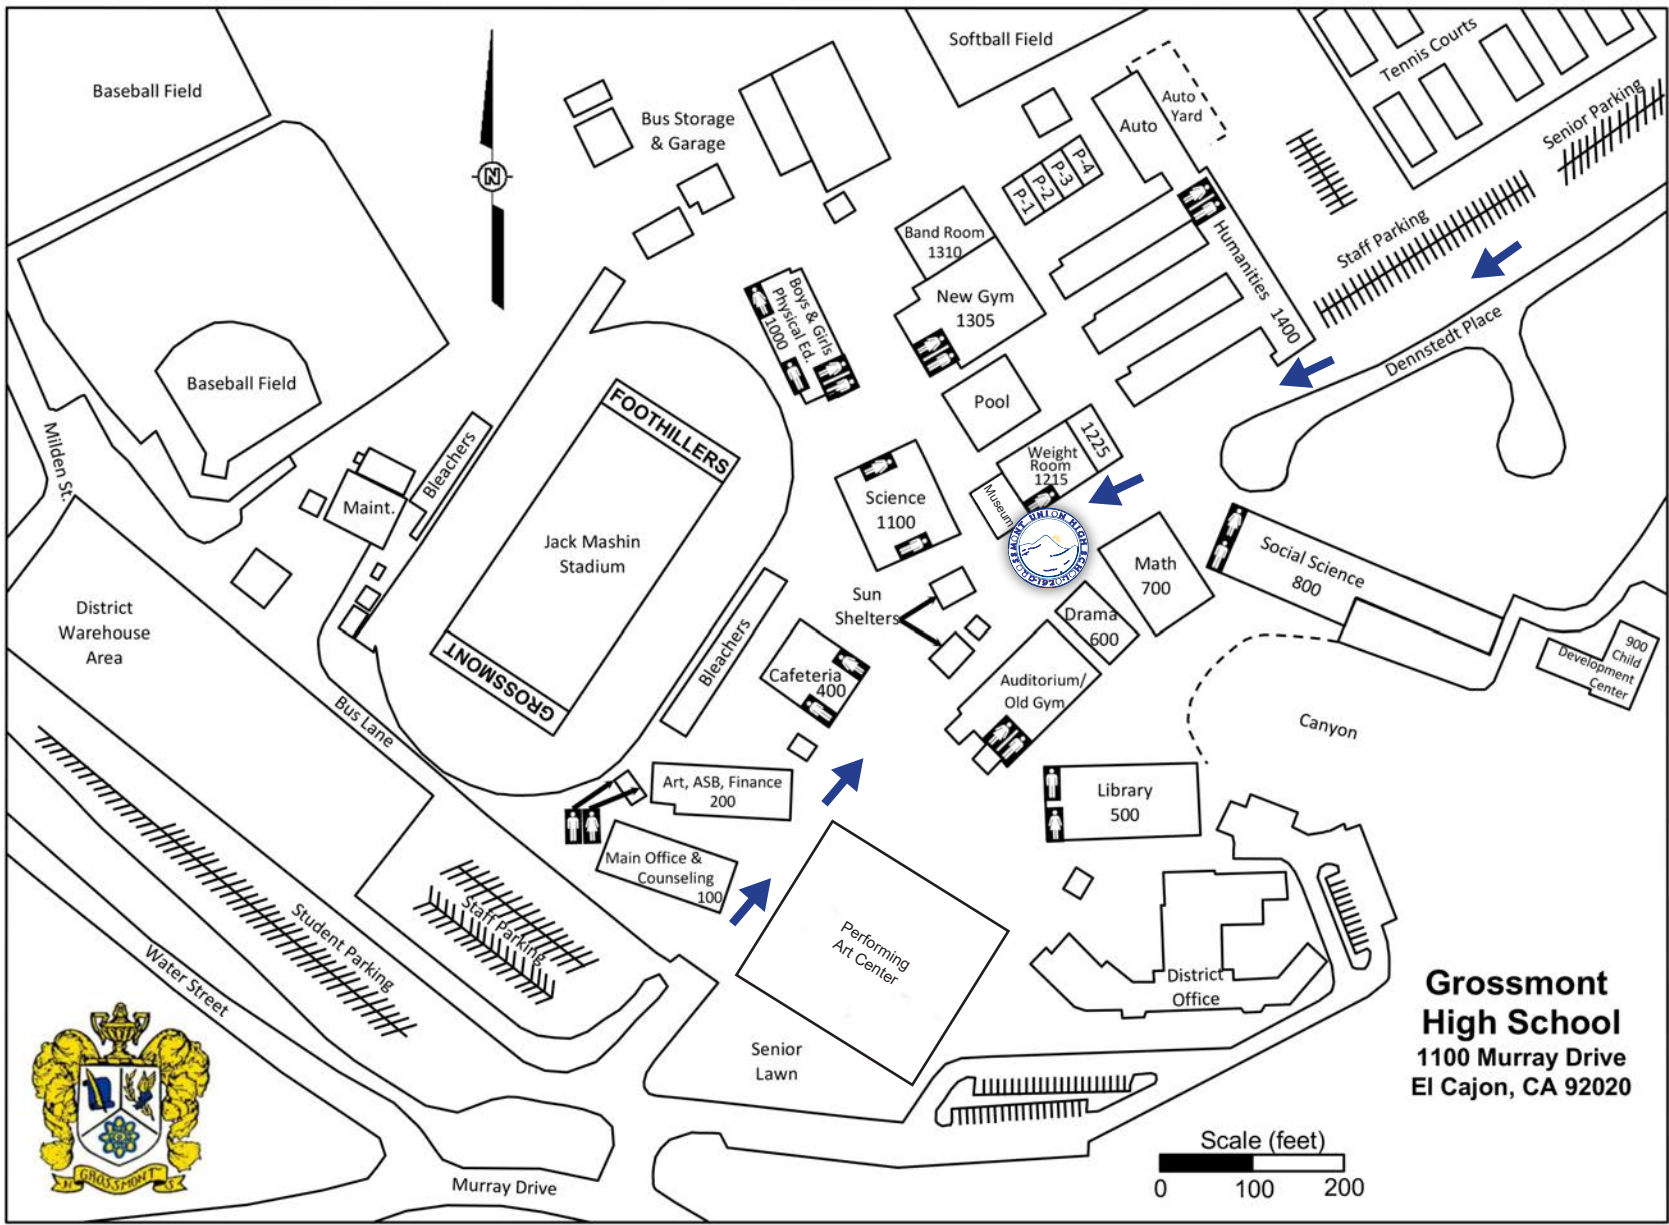 Baseball Field
Softball Field
Tennis Courts
Senior Parking
Bus Storage
& Garage
Auto
Auto
Yard
P-1
P-2
P-3
P-4
N
Staff Parking
Band Room
1310
New Gym
1305
Humanities 1400
Boys & Girls
Physical Ed.
1000
Dennstedt Place
Baseball Field
Pool
FOOTHILLERS
Milden St.
Bleachers
Maint.
Weight
Room
1215
1225
Museum
Science
1100
GROSSMONT UNION HIGH SCHOOL
Jack Mashin
Stadium
Math
700
Social Science
800
Sun
Shelters
District
Warehouse
Area
Drama
600
900
Child
Development
Center
Bleachers
Cafeteria
400
Auditorium/
Old Gym
GROSSMONT
Bus Lane
Canyon
Art, ASB, Finance
200
Library
500
Main Office &
Counseling
100
Staff Parking
Student Parking
Performing
Art Center
Water Street
District
Office
Grossmont
High School
1100 Murray Drive
El Cajon, CA 92020
Senior
Lawn
Scale (feet)
0 100 200
GROSSMONT
H S
Murray Drive